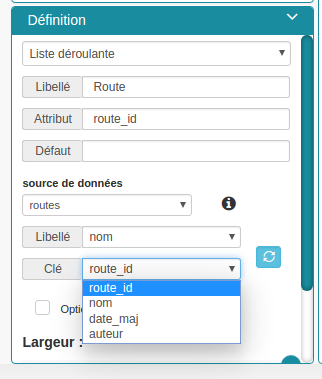 Définition
Liste déroulante
Libellé Route
Attribut route_id
Défaut
source de données
routes
Libellé nom
Clé route_id
route_id
nom
date_maj
auteur
Largeur :